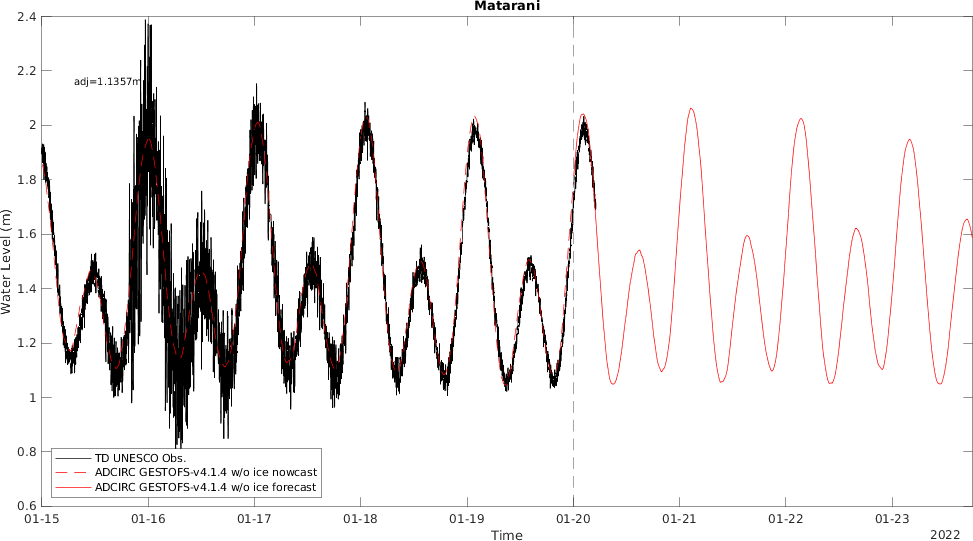 Matarani
2.4
2.2
2
1.8
1.6
1.4
1.2
1
0.8
0.6
Water Level (m)
adj=1.1357m
TD UNESCO Obs.
ADCIRC GESTOFS-v4.1.4 w/o ice nowcast
ADCIRC GESTOFS-v4.1.4 w/o ice forecast
01-15 01-16 01-17 01-18 01-19 01-20 01-21 01-22 01-23
Time
2022